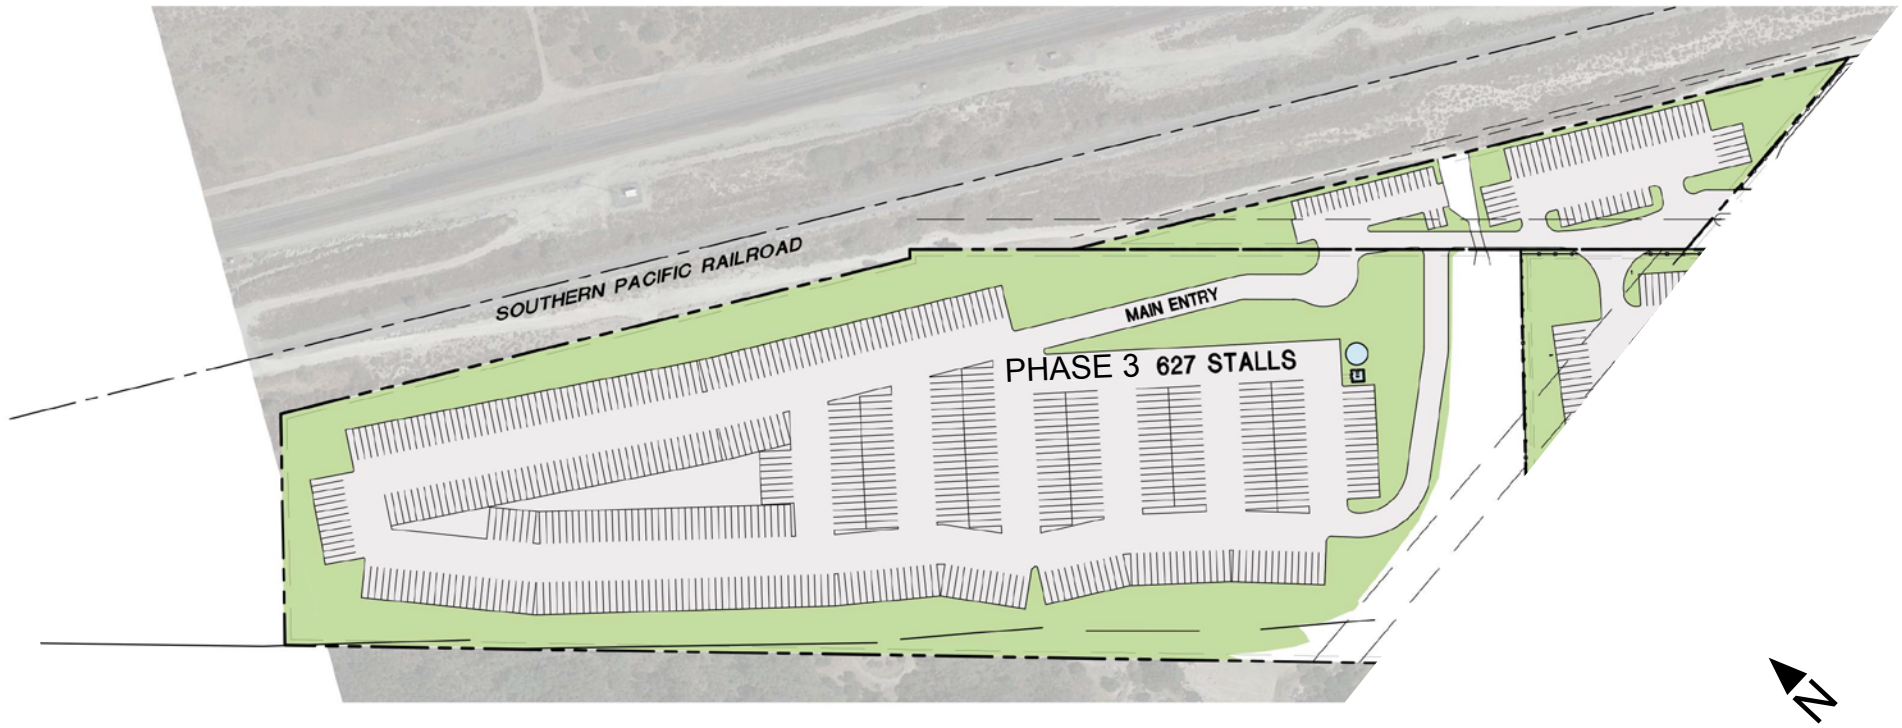 SOUTHERN PACIFIC RAILROAD
MAIN ENTRY
PHASE 3 627 STALLS
N